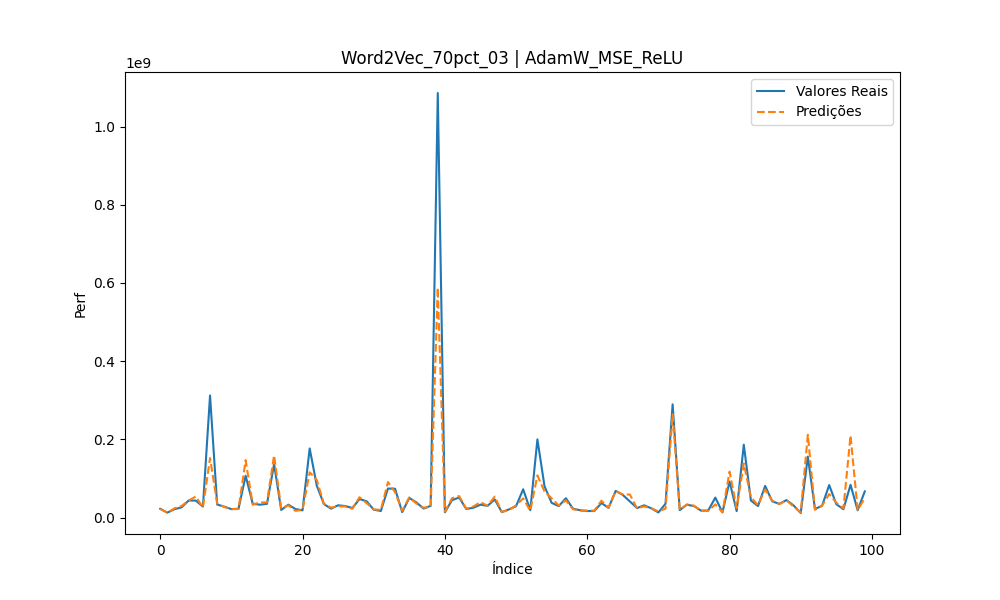 Word2Vec_70pct_03 | AdamW_MSE_ReLU
1e9
Valores Reais
Predições
1.0
0.8
0.6
0.4
0.2
0.0
Perf
0
20
40
60
80
100
Índice